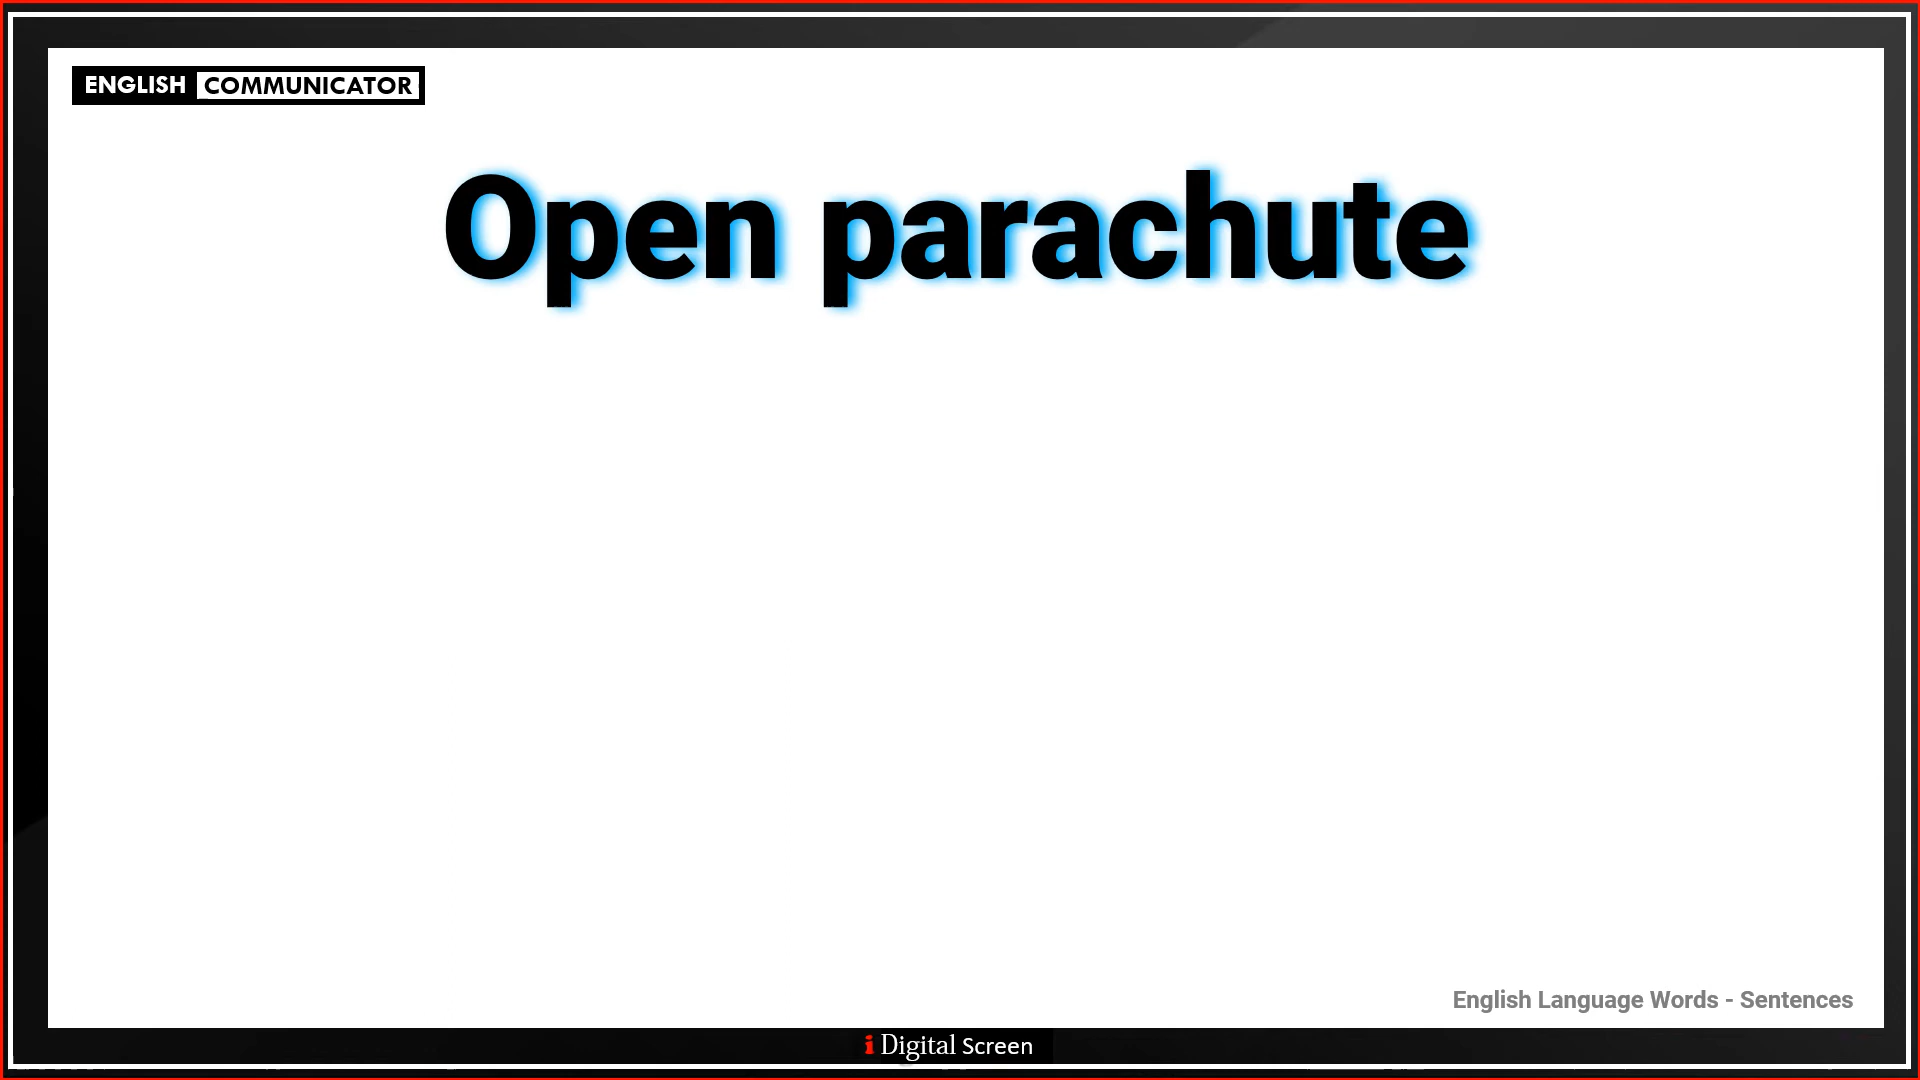 ENGLISH COMMUNICATOR
Open parachute
English Language Words - Sentences
i Digital Screen